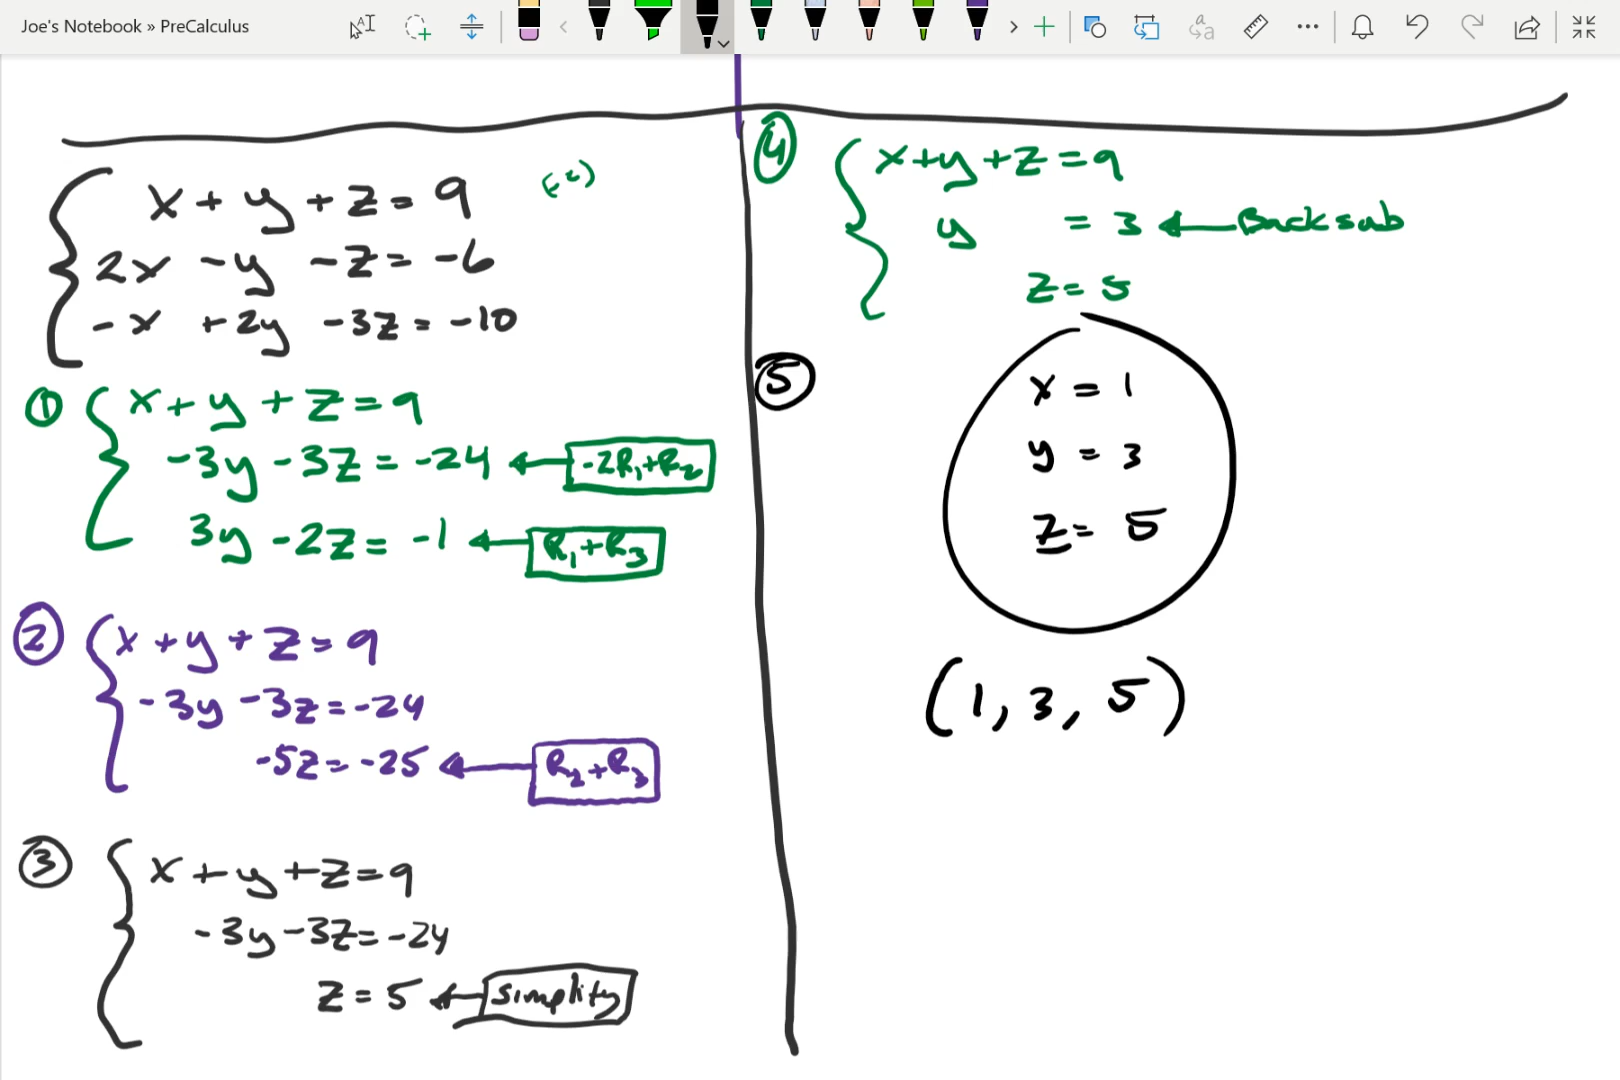 Joe's Notebook » PreCalculus
x + y + z = 9 (-2)
2x - y - z = -6
-x + 2y - 3z = -10
① x + y + z = 9
-3y - 3z = -24 ← -2R₁+R₂
3y - 2z = -1 ← R₁+R₃
② x + y + z = 9
-3y - 3z = -24
-5z = -25 ← R₂+R₃
③ x + y + z = 9
-3y - 3z = -24
z = 5 ← simplify
④ x + y + z = 9
y = 3 ← Back sub
z = 5
⑤ x = 1
y = 3
z = 5
(1, 3, 5)